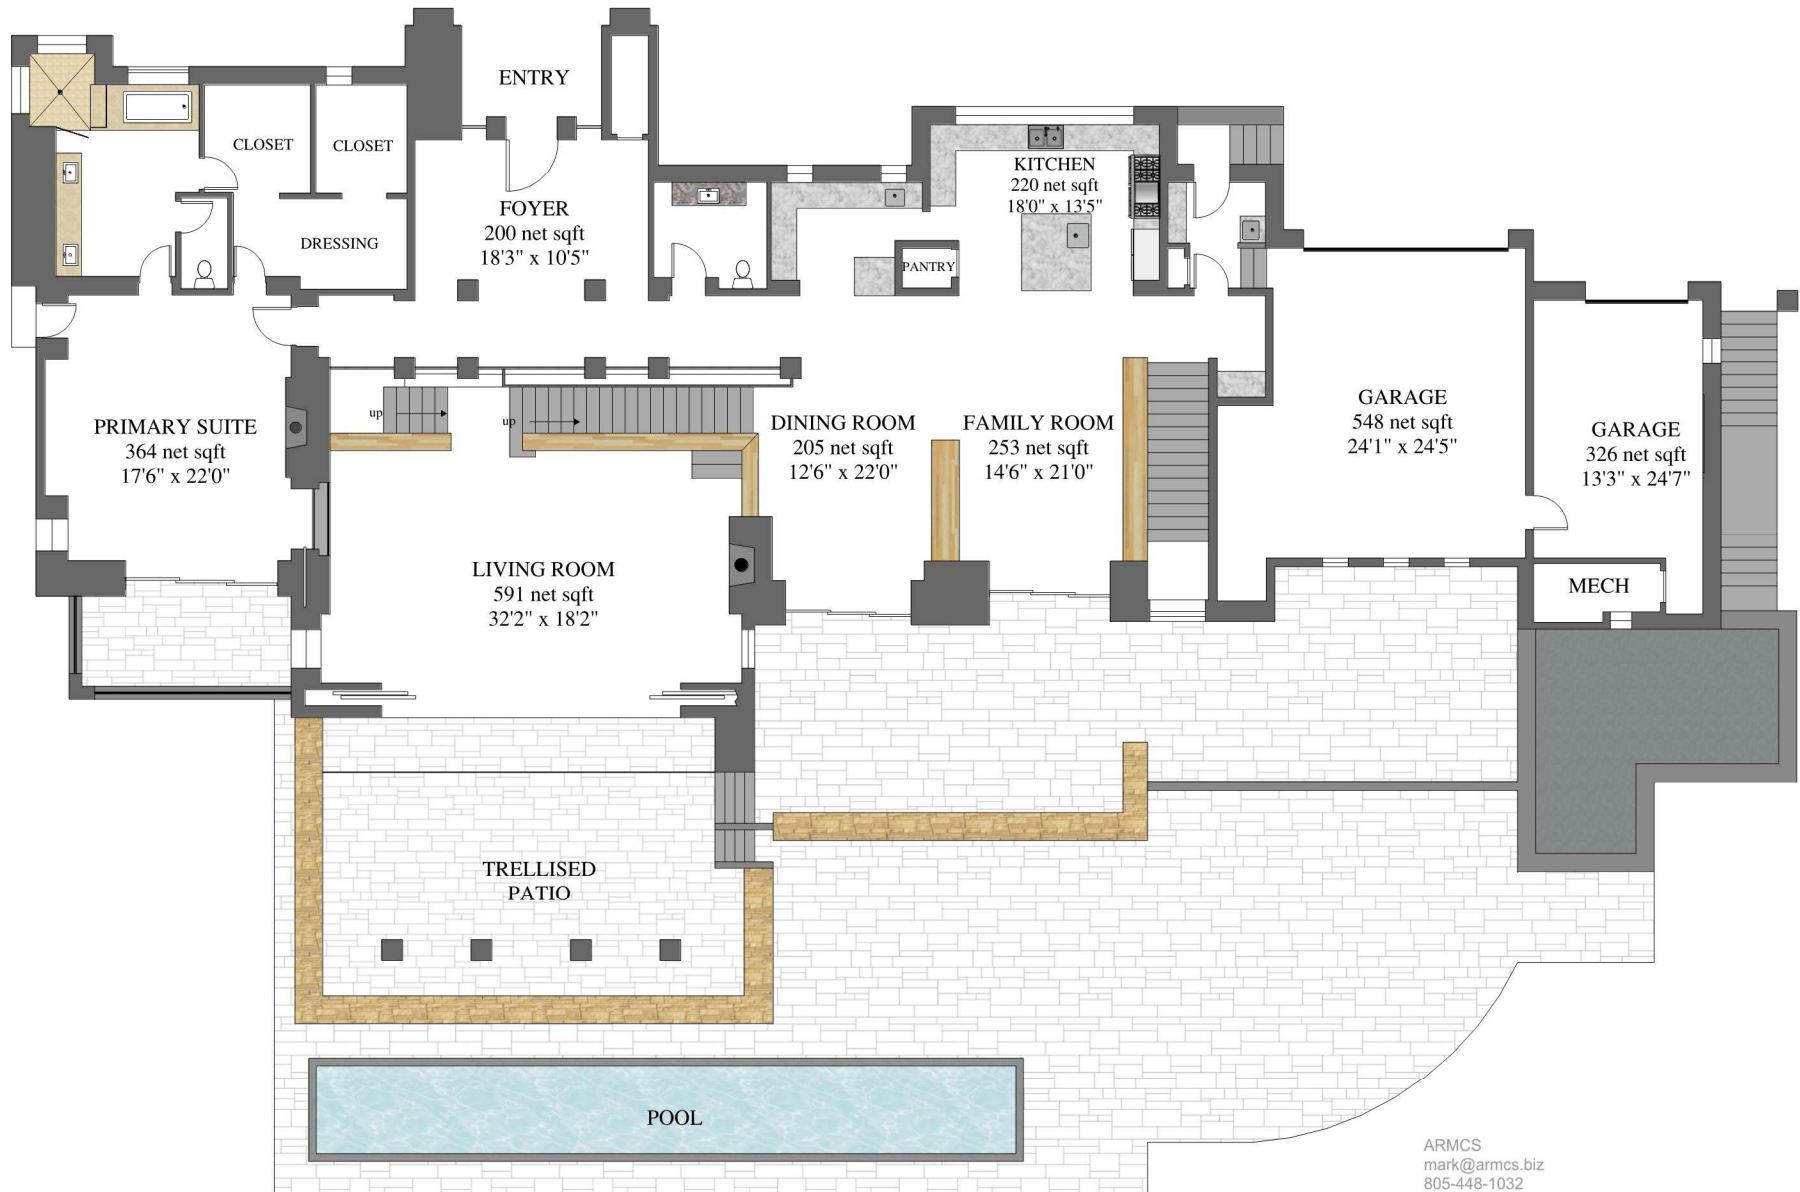 ENTRY
CLOSET
CLOSET
KITCHEN
220 net sqft
18'0" x 13'5"
FOYER
200 net sqft
18'3" x 10'5"
DRESSING
PANTRY
up
up
PRIMARY SUITE
364 net sqft
17'6" x 22'0"
DINING ROOM
205 net sqft
12'6" x 22'0"
FAMILY ROOM
253 net sqft
14'6" x 21'0"
GARAGE
548 net sqft
24'1" x 24'5"
GARAGE
326 net sqft
13'3" x 24'7"
LIVING ROOM
591 net sqft
32'2" x 18'2"
MECH
TRELLISED
PATIO
POOL
ARMCS
mark@armcs.biz
805-448-1032